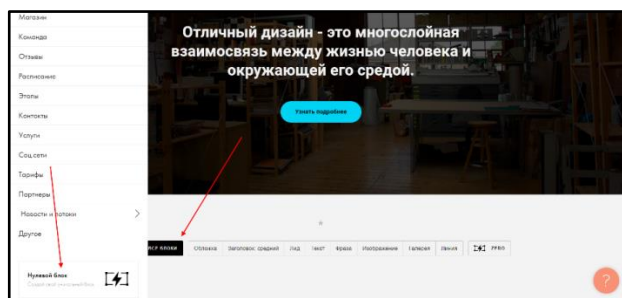 Магазин
Команда
Отзывы
Расписание
Этапы
Контакты
Услуги
Соц.сети
Тарифы
Партнеры
Новости и потоки
Другое
Нулевой блок
Отличный дизайн - это многослойная
взаимосвязь между жизнью человека и
окружающей его средой.
Узнать подробнее
ВСЕ БЛОКИ Обложка Заголовок средний Лид Текст Фраза Изображение Галерея Линия ZERO
?